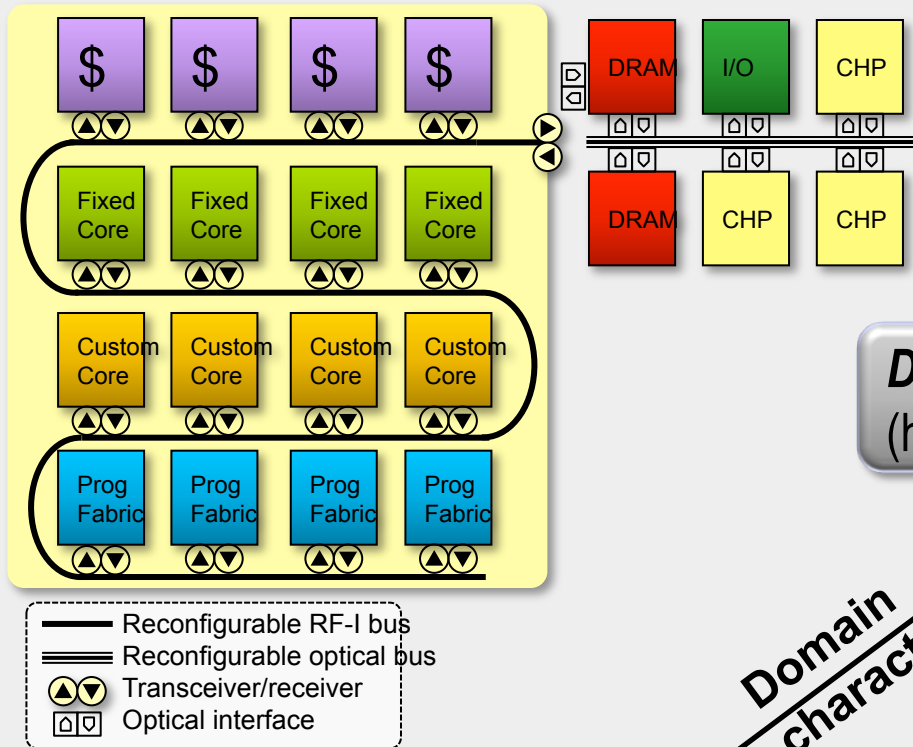 $ $ $ $
DRAM I/O CHP
Fixed Fixed Fixed Fixed
Core Core Core Core
DRAM CHP CHP
Custom Custom Custom Custom
Core Core Core Core
D
(h
Prog Prog Prog Prog
Fabric Fabric Fabric Fabric
Reconfigurable RF-I bus
Reconfigurable optical bus
Transceiver/receiver
Optical interface
Domain
charact